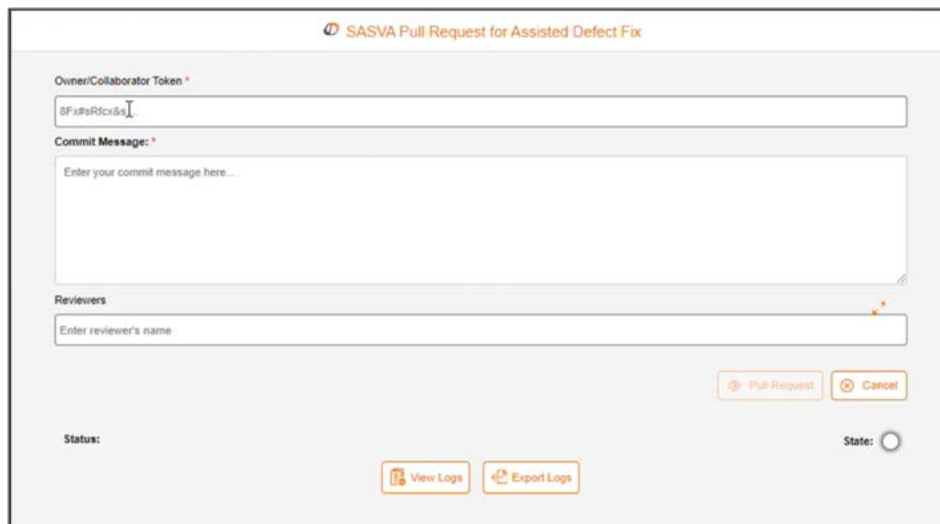 SASVA Pull Request for Assisted Defect Fix
Owner/Collaborator Token *
Commit Message: *
Enter your commit message here...
Reviewers
Enter reviewer's name
Pull Request
Cancel
Status:
State:
View Logs
Export Logs